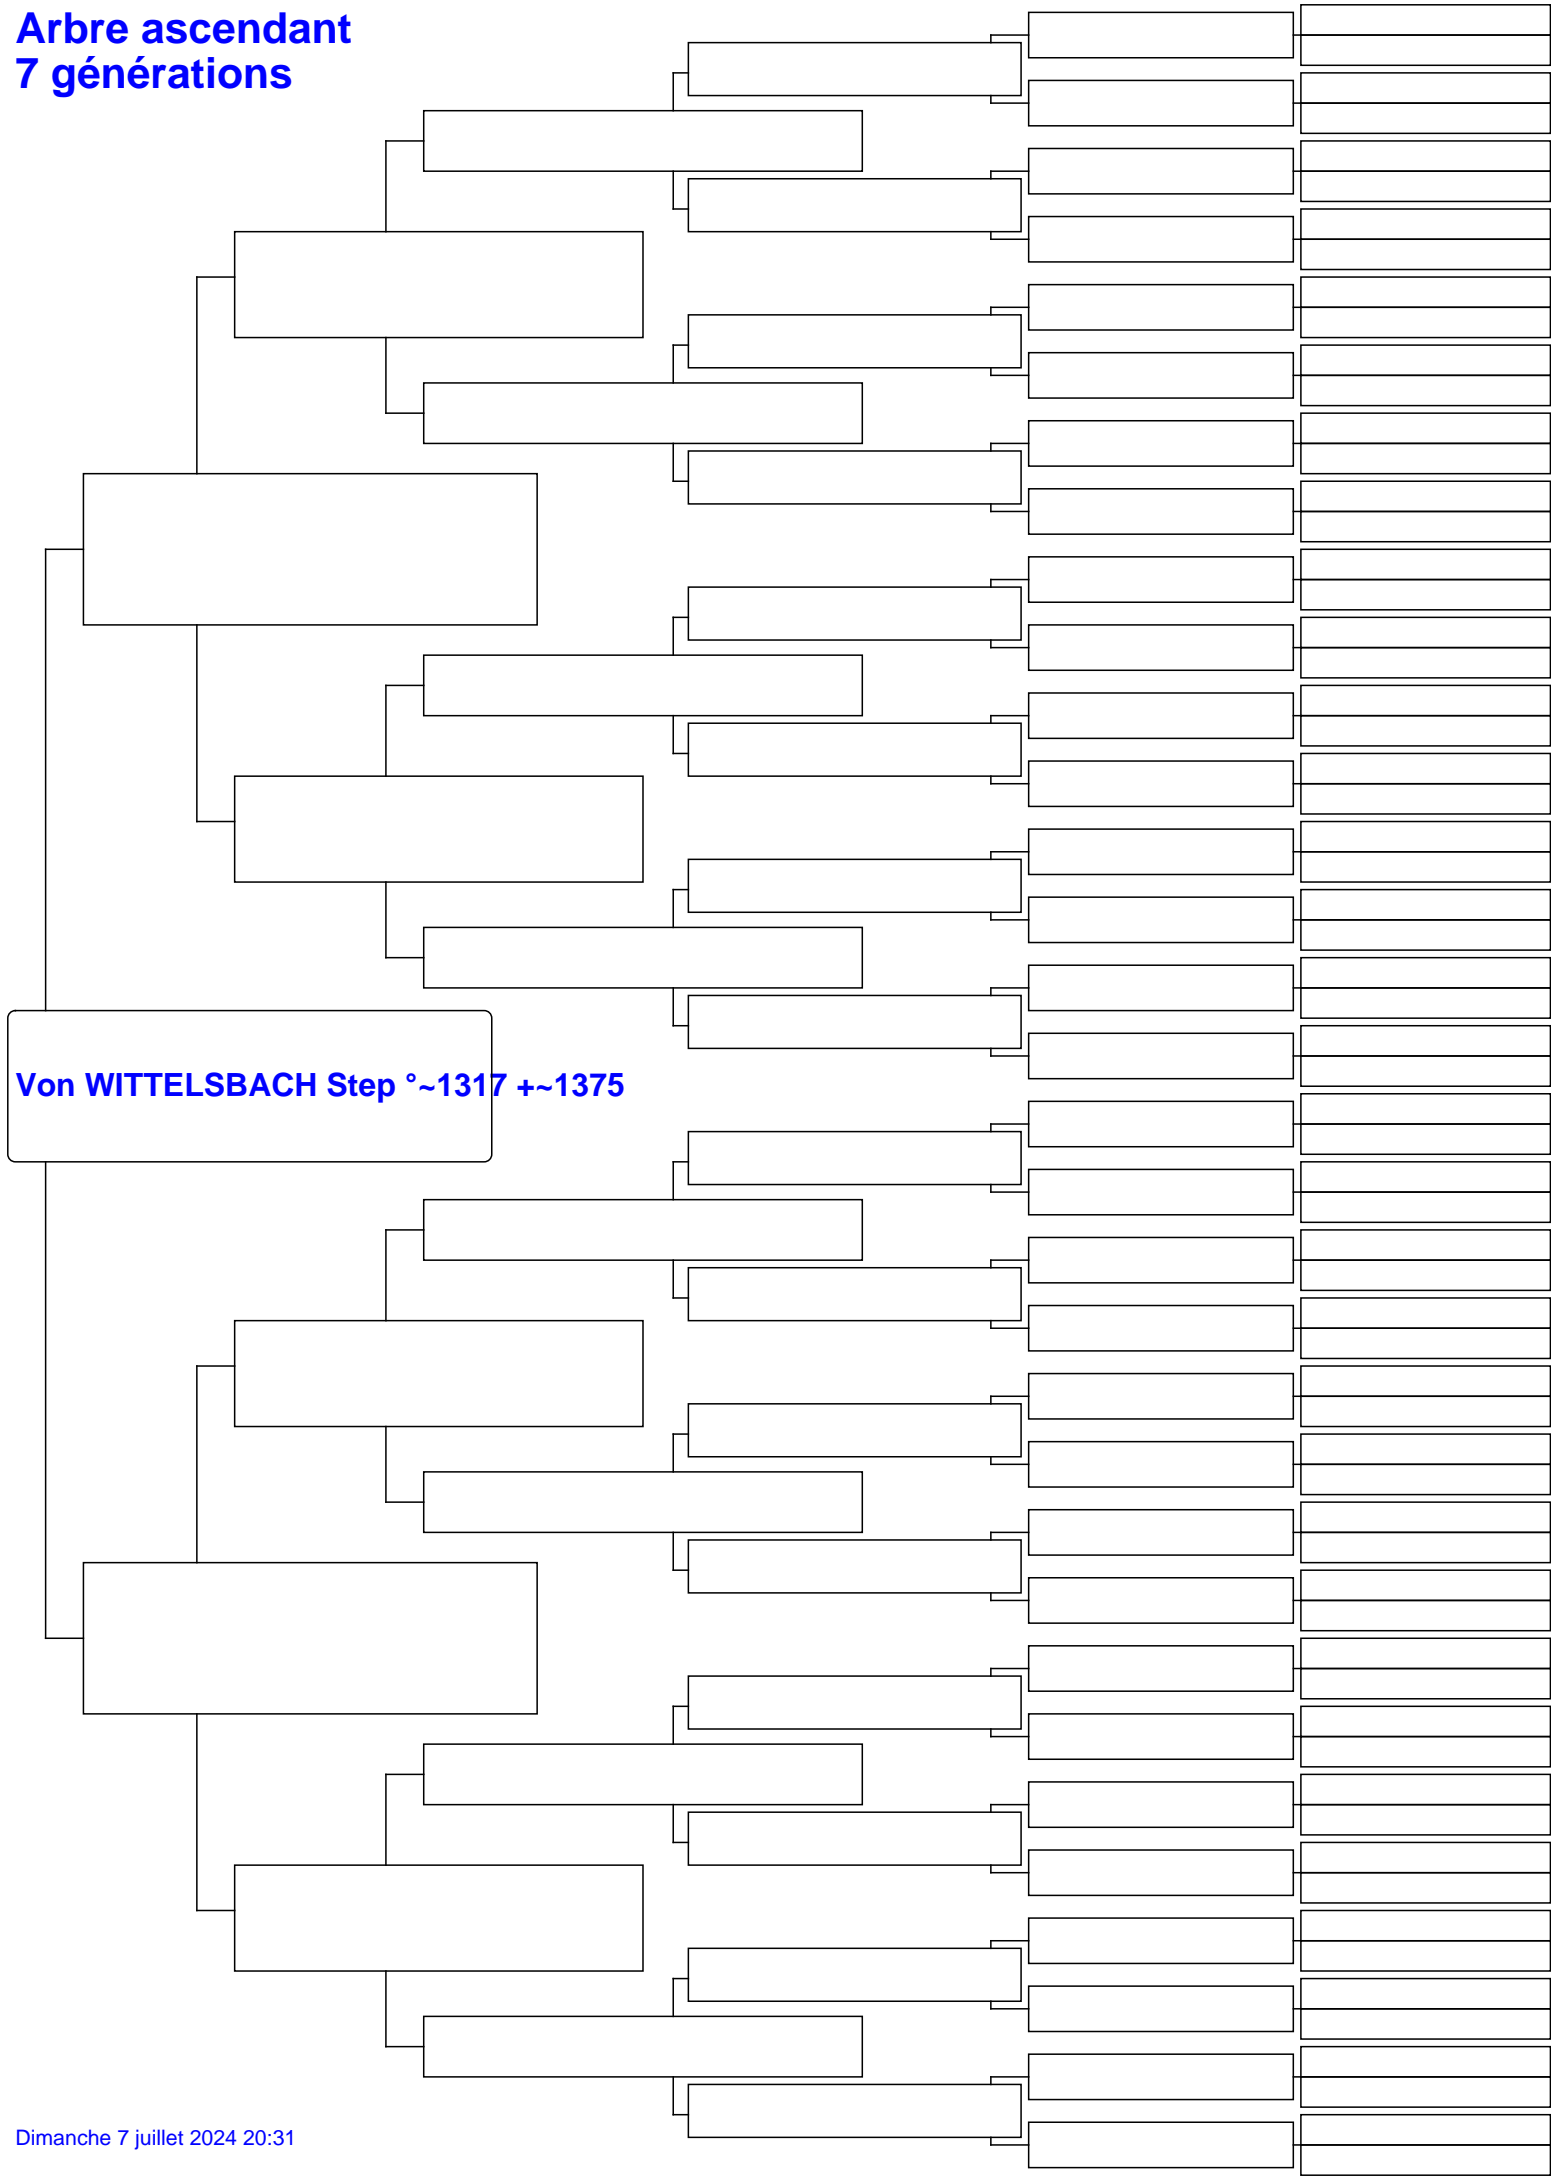 Arbre ascendant
7 générations
Von WITTELSBACH Step °~1317 +~1375
Dimanche 7 juillet 2024 20:31